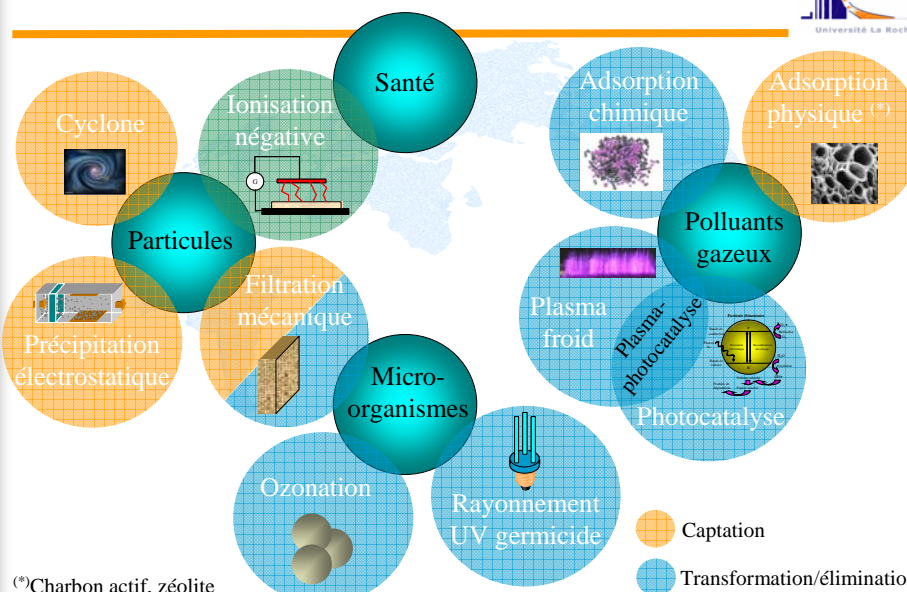 Université La Roch
Santé
Cyclone
Ionisation
négative
G
Adsorption
chimique
Adsorption
physique (*)
Particules
Polluants
gazeux
Précipitation
électrostatique
Filtration
mécanique
Plasma
froid
Plasma-
photocatalyse
Photocatalyse
Micro-
organismes
Ozonation
Rayonnement
UV germicide
Captation
Transformation/éliminatio
(*)Charbon actif, zéolite